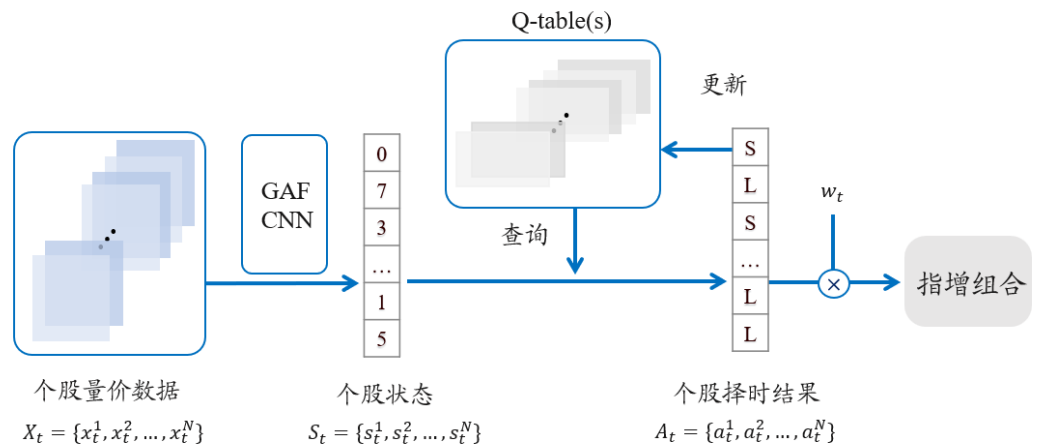 Q-table(s)
更新
GAF
CNN
0
7
3
...
1
5
查询
S
L
S
...
L
L
w_t
×
指增组合
个股量价数据
个股状态
个股择时结果
X_t = {x_t^1, x_t^2, ..., x_t^N}
S_t = {s_t^1, s_t^2, ..., s_t^N}
A_t = {a_t^1, a_t^2, ..., a_t^N}